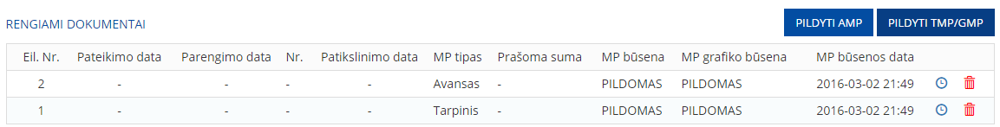 RENGIAMI DOKUMENTAI PILDYTI AMP PILDYTI TMP/GMP
Eil. Nr. Pateikimo data Parengimo data Nr. Patikslinimo data MP tipas Prašoma suma MP būsena MP grafiko būsena MP būsenos data
2 - - - - Avansas - PILDOMAS PILDOMAS 2016-03-02 21:49
1 - - - - Tarpinis - PILDOMAS PILDOMAS 2016-03-02 21:49